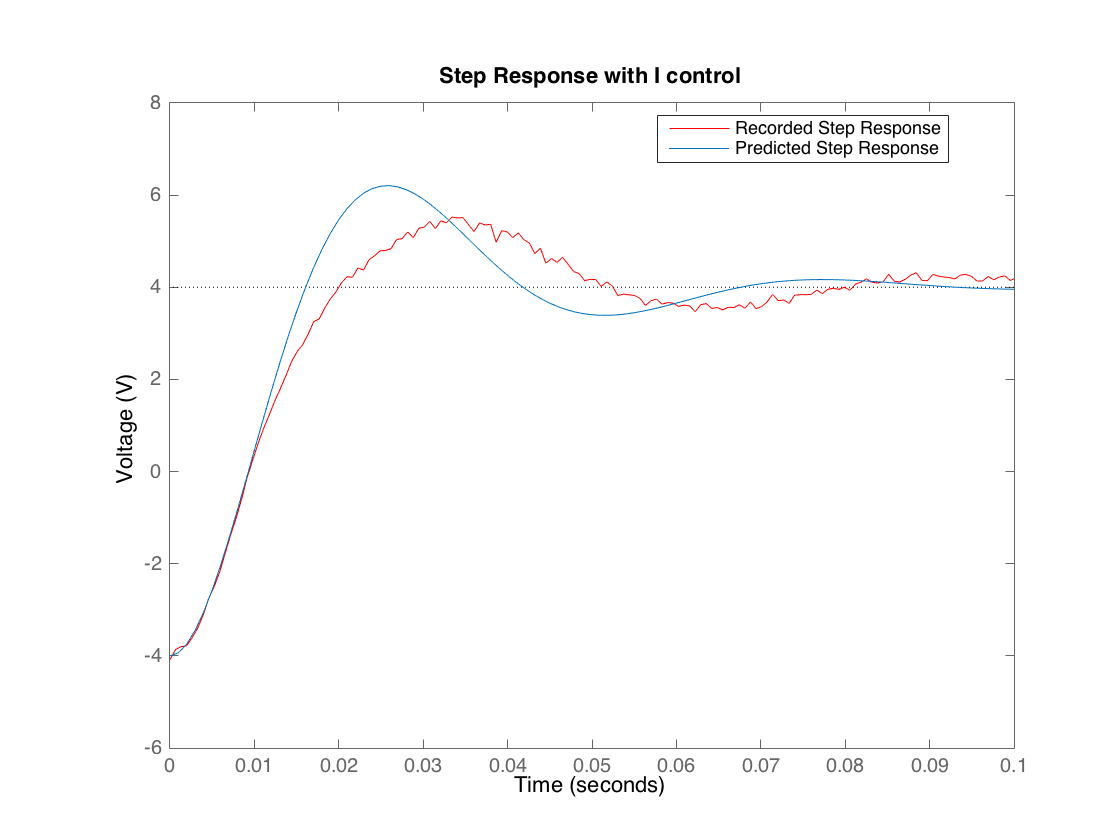 Step Response with I control
8
Recorded Step Response
Predicted Step Response
6
4
2
0
-2
-4
-6
Voltage (V)
0 0.01 0.02 0.03 0.04 0.05 0.06 0.07 0.08 0.09 0.1
Time (seconds)